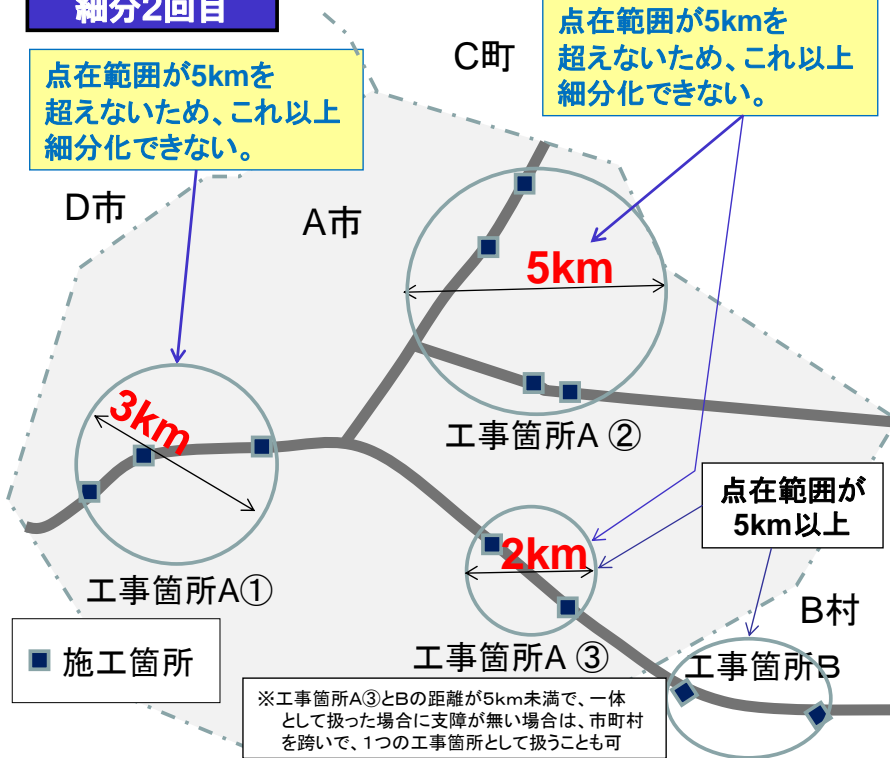 細分2回目
点在範囲が5kmを
超えないため、これ以上
細分化できない。
C町
点在範囲が5kmを
超えないため、これ以上
細分化できない。
D市
A市
5km
3km
工事箇所A ②
点在範囲が
5km以上
2km
工事箇所A①
B村
工事箇所A ③
工事箇所B
施工箇所
※工事箇所A③とBの距離が5km未満で、一体
として扱った場合に支障が無い場合は、市町村
を跨いで、1つの工事箇所として扱うことも可